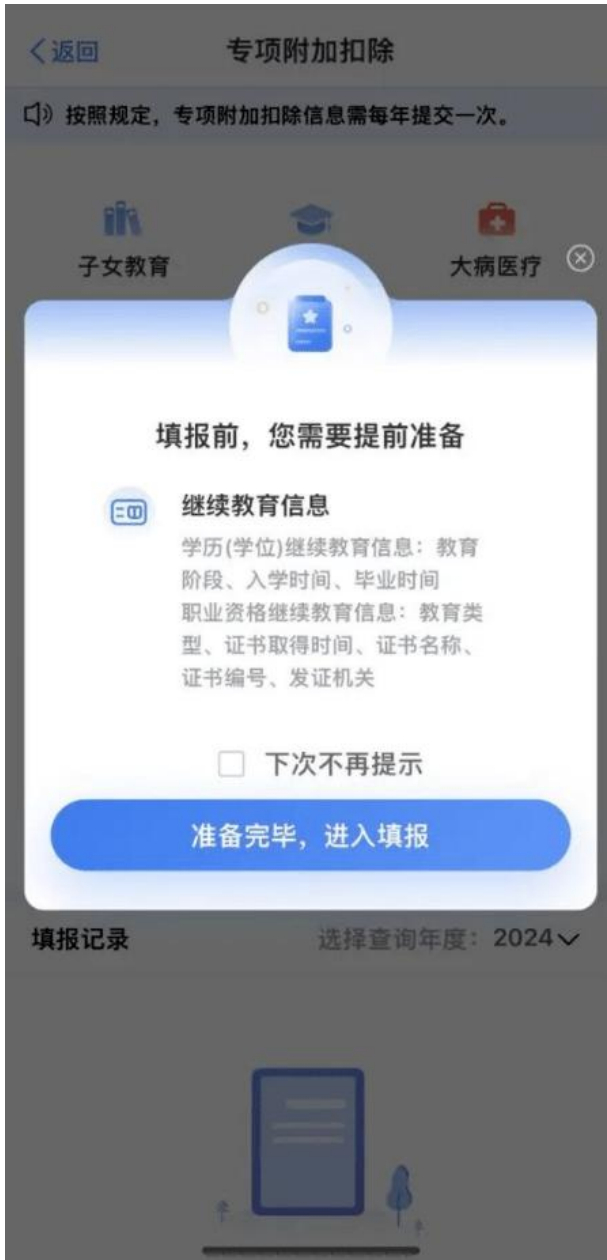 返回
专项附加扣除
按照规定，专项附加扣除信息需每年提交一次。
子女教育
大病医疗
填报前，您需要提前准备
继续教育信息
学历(学位)继续教育信息：教育
阶段、入学时间、毕业时间
职业资格继续教育信息：教育类
型、证书取得时间、证书名称、
证书编号、发证机关
下次不再提示
准备完毕，进入填报
填报记录
选择查询年度：2024